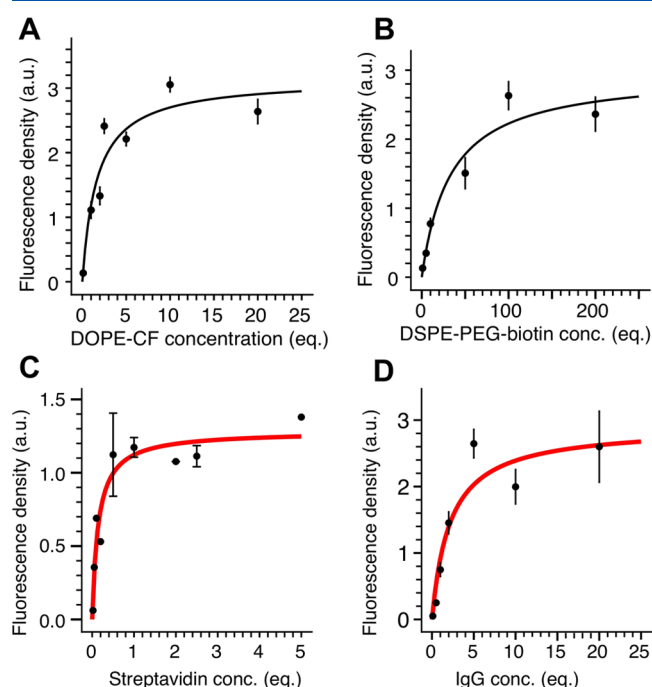 A
Fluorescence density (a.u.)
3
2
1
0
0 5 10 15 20 25
DOPE-CF concentration (eq.)
B
Fluorescence density (a.u.)
3
2
1
0
0 100 200
DSPE-PEG-biotin conc. (eq.)
C
Fluorescence density (a.u.)
1.5
1.0
0.5
0.0
0 1 2 3 4 5
Streptavidin conc. (eq.)
D
Fluorescence density (a.u.)
3
2
1
0
0 5 10 15 20 25
IgG conc. (eq.)